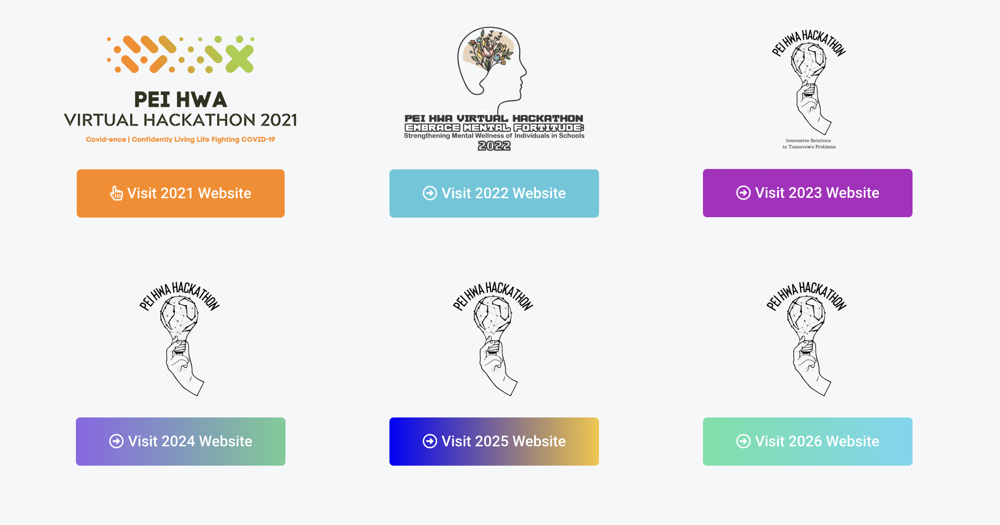 PEI HWA
VIRTUAL HACKATHON 2021
Covid-ence | Confidently Living Life Fighting COVID-19
Visit 2021 Website
PEI HWA VIRTUAL HACKATHON
EMBRACE MENTAL FORTITUDE:
Strengthening Mental Wellness of Individuals in Schools
2022
Visit 2022 Website
PEI HWA HACKATHON
Innovative Solutions
to Tomorrow's Problems
Visit 2023 Website
PEI HWA HACKATHON
Visit 2024 Website
PEI HWA HACKATHON
Visit 2025 Website
PEI HWA HACKATHON
Visit 2026 Website